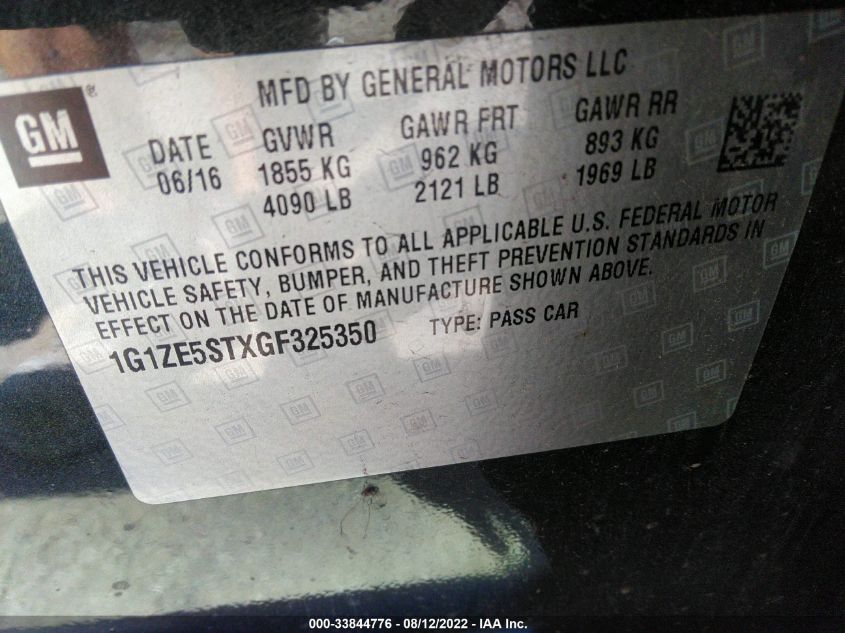 GM
MFD BY GENERAL MOTORS LLC
DATE GVWR GAWR FRT GAWR RR
06/16 1855 KG 962 KG 893 KG
4090 LB 2121 LB 1969 LB
THIS VEHICLE CONFORMS TO ALL APPLICABLE U.S. FEDERAL MOTOR
VEHICLE SAFETY, BUMPER, AND THEFT PREVENTION STANDARDS IN
EFFECT ON THE DATE OF MANUFACTURE SHOWN ABOVE.
1G1ZE5STXGF325350 TYPE: PASS CAR
000-33844776 - 08/12/2022 - IAA Inc.